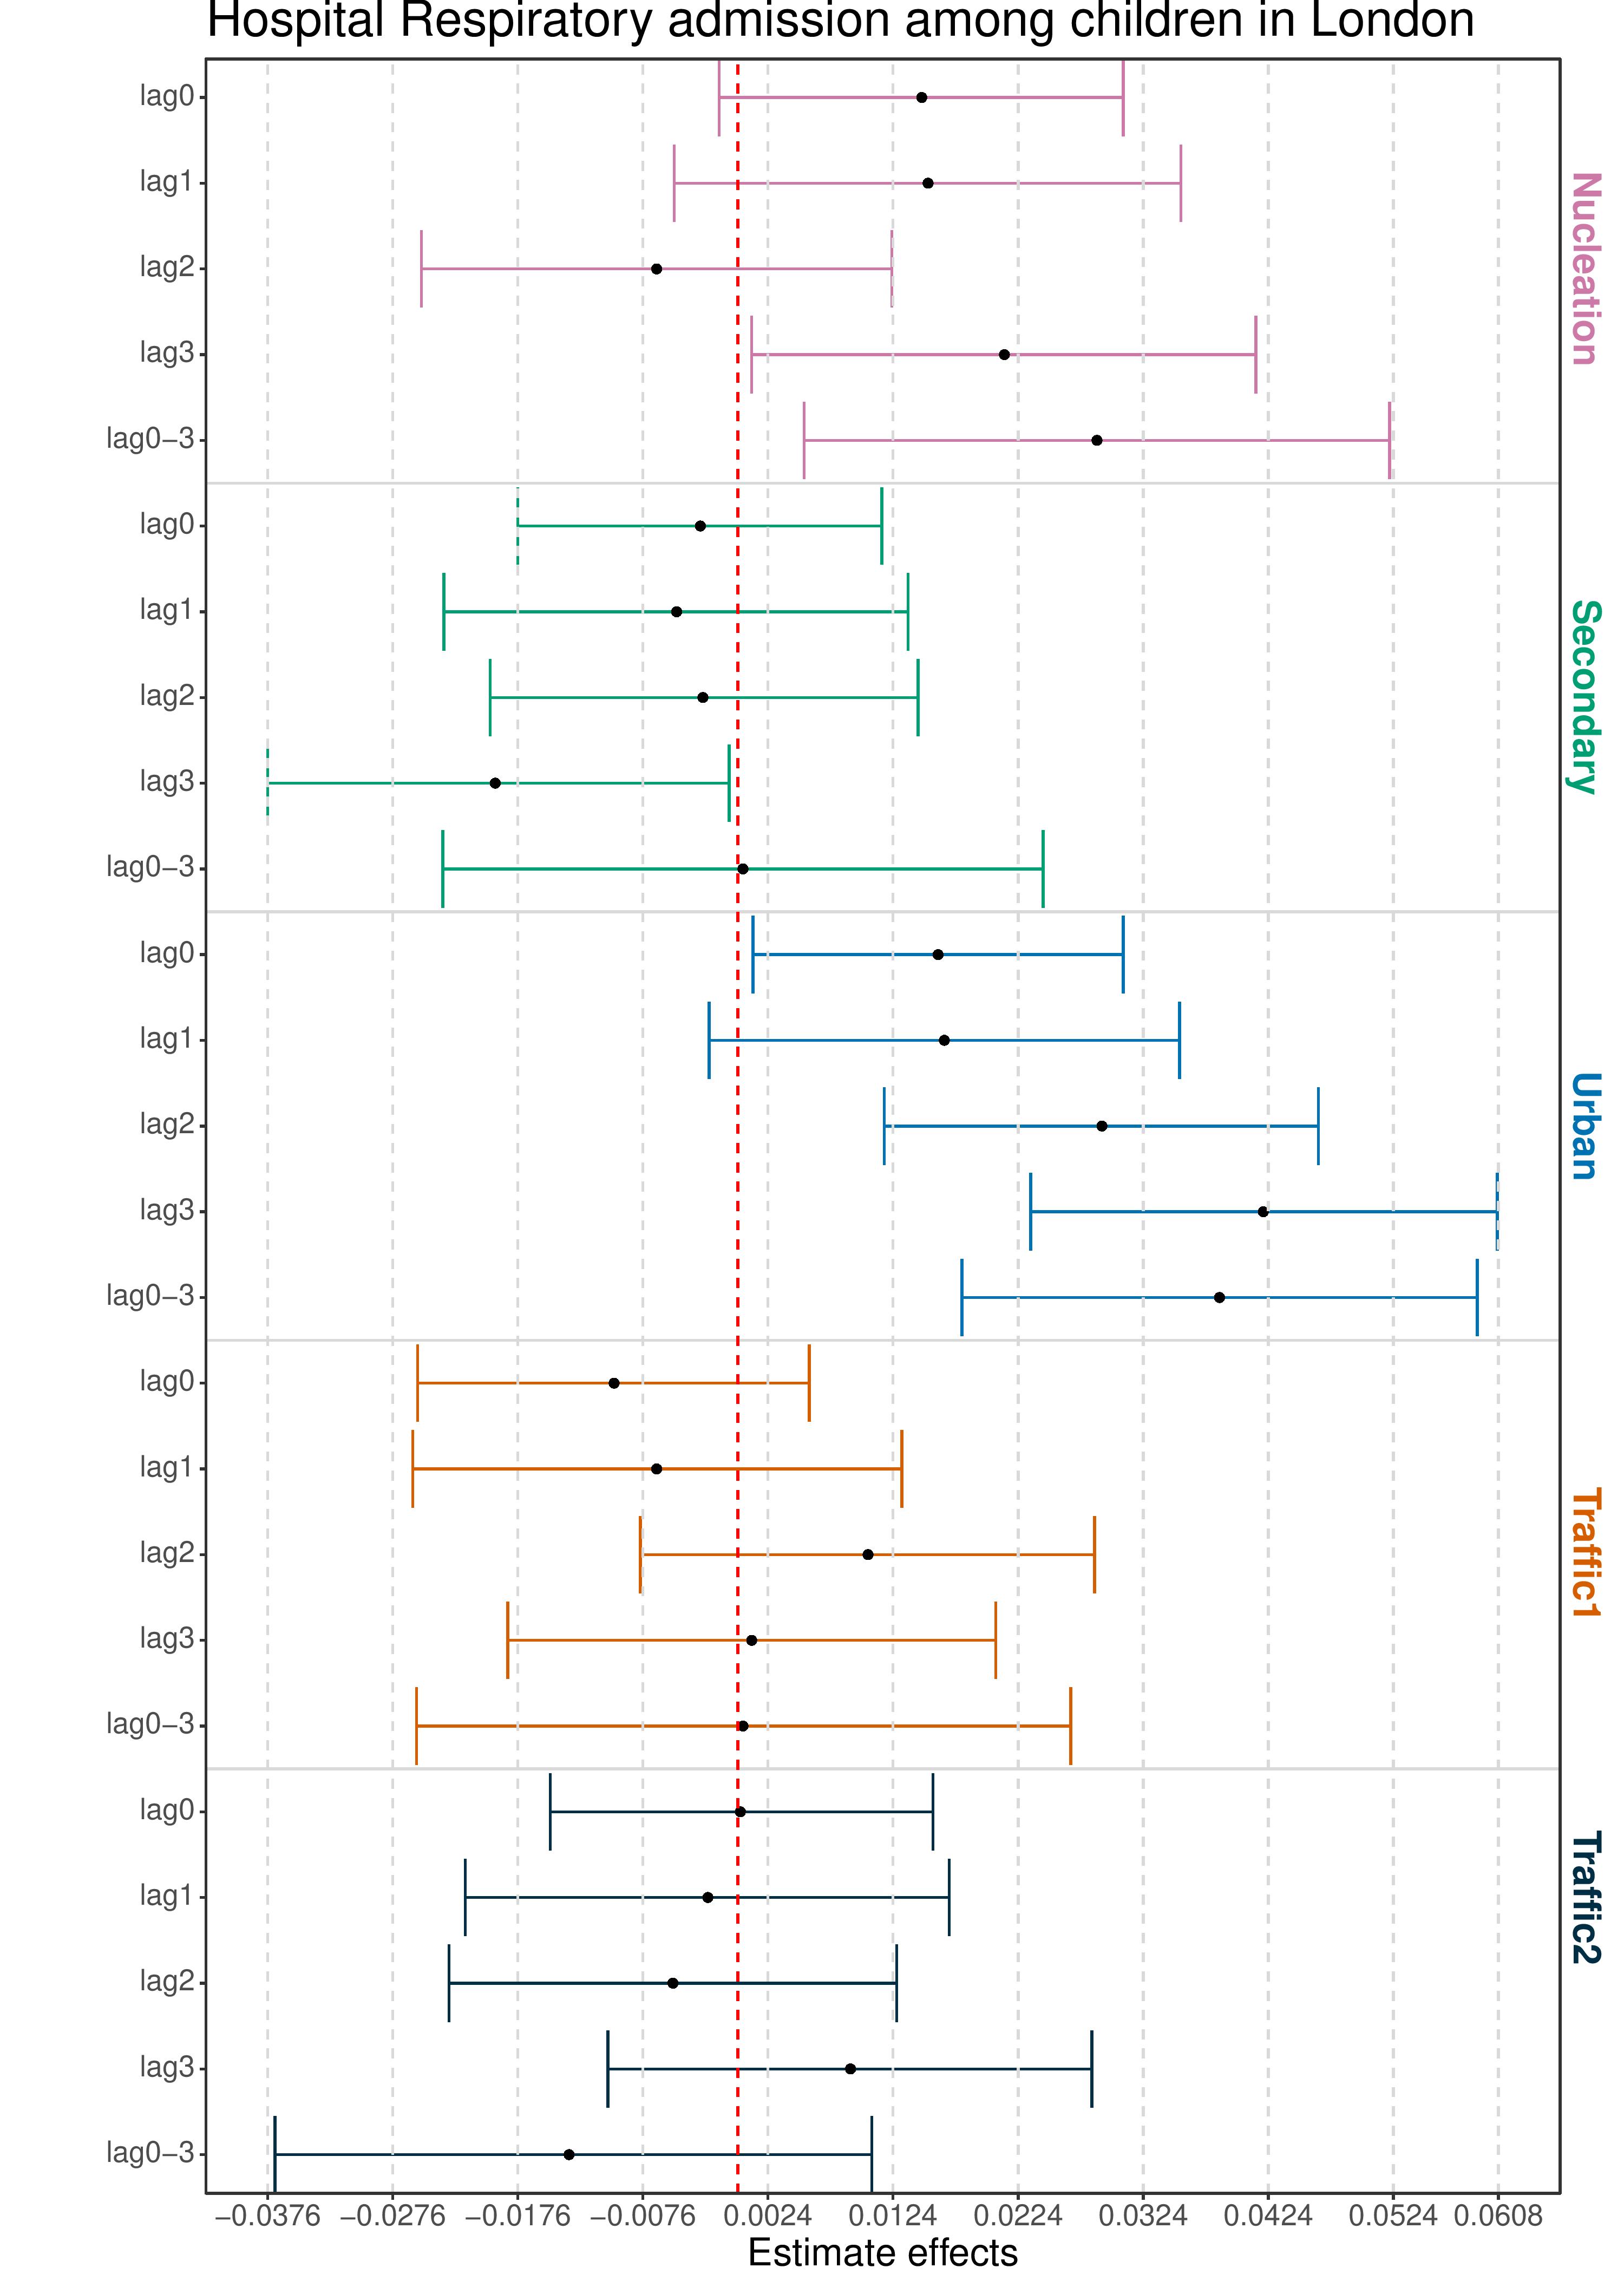 Hospital Respiratory admission among children in London
lag0
lag1
lag2
lag3
lag0−3
Nucleation
lag0
lag1
lag2
lag3
lag0−3
Secondary
lag0
lag1
lag2
lag3
lag0−3
Urban
lag0
lag1
lag2
lag3
lag0−3
Traffic1
lag0
lag1
lag2
lag3
lag0−3
Traffic2
−0.0376 −0.0276 −0.0176 −0.0076 0.0024 0.0124 0.0224 0.0324 0.0424 0.0524 0.0608
Estimate effects